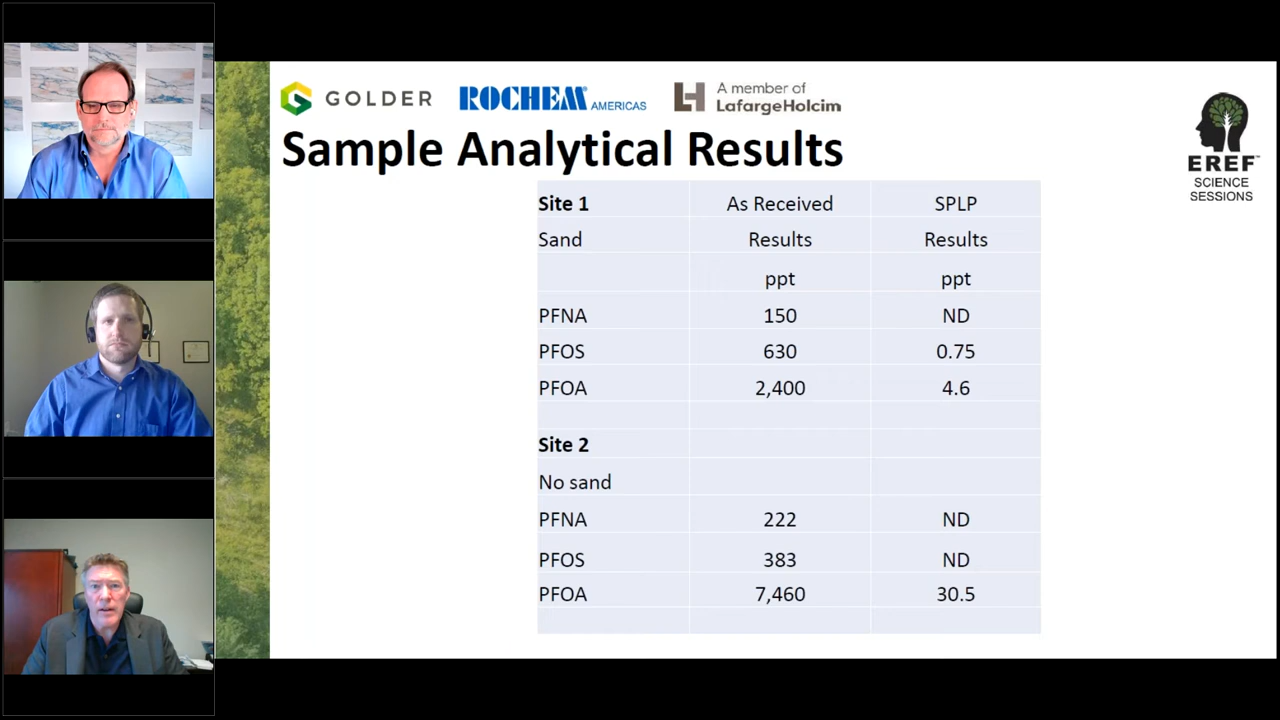 GOLDER
ROCHEM AMERICAS
A member of
LafargeHolcim
EREF™
SCIENCE
SESSIONS
Sample Analytical Results
Site 1 As Received SPLP
Sand Results Results
ppt ppt
PFNA 150 ND
PFOS 630 0.75
PFOA 2,400 4.6
Site 2
No sand
PFNA 222 ND
PFOS 383 ND
PFOA 7,460 30.5